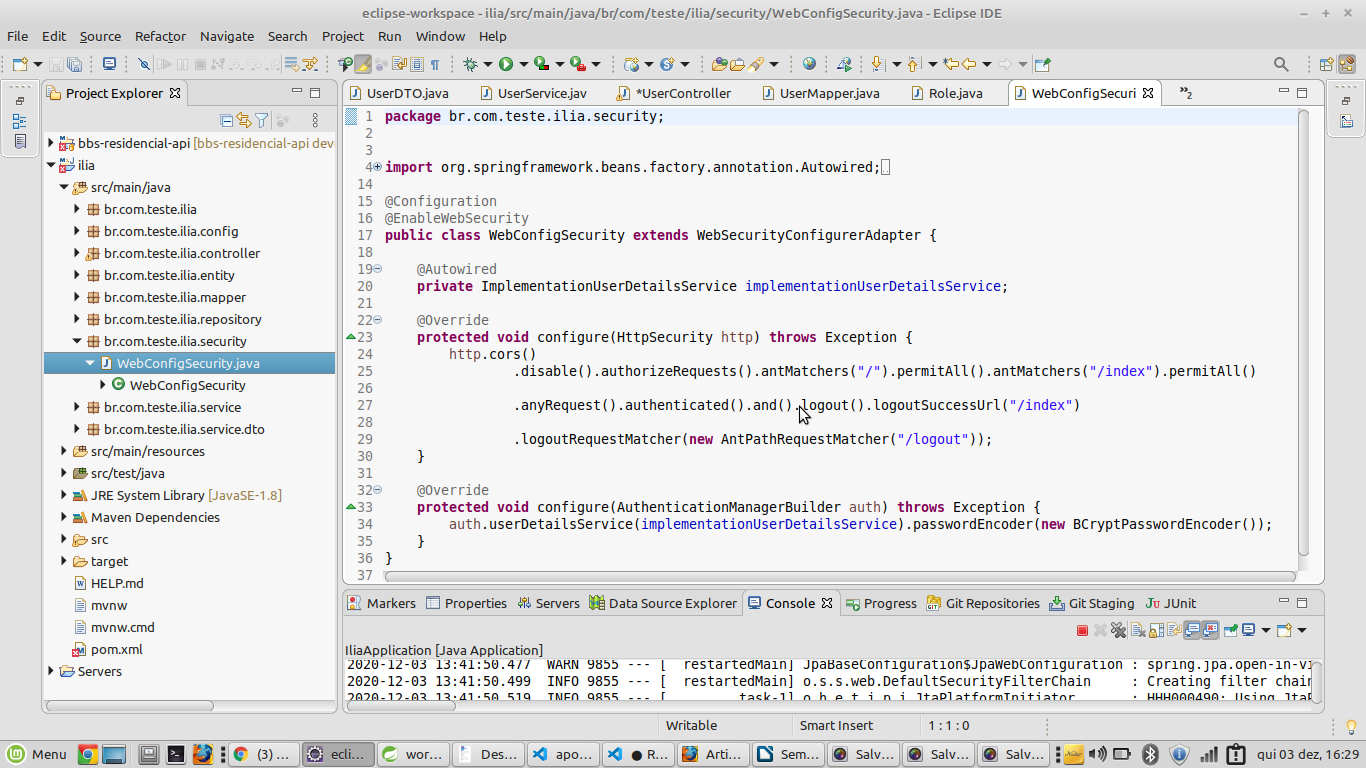 eclipse-workspace - ilia/src/main/java/br/com/teste/ilia/security/WebConfigSecurity.java - Eclipse IDE
File Edit Source Refactor Navigate Search Project Run Window Help
Project Explorer
UserDTO.java UserService.jav *UserController UserMapper.java Role.java WebConfigSecuri »2
bbs-residencial-api [bbs-residencial-api dev
ilia
src/main/java
br.com.teste.ilia
br.com.teste.ilia.config
br.com.teste.ilia.controller
br.com.teste.ilia.entity
br.com.teste.ilia.mapper
br.com.teste.ilia.repository
br.com.teste.ilia.security
WebConfigSecurity.java
WebConfigSecurity
br.com.teste.ilia.service
br.com.teste.ilia.service.dto
src/main/resources
src/test/java
JRE System Library [JavaSE-1.8]
Maven Dependencies
src
target
HELP.md
mvnw
mvnw.cmd
pom.xml
Servers
1 package br.com.teste.ilia.security;
2
3
4 import org.springframework.beans.factory.annotation.Autowired;
14
15 @Configuration
16 @EnableWebSecurity
17 public class WebConfigSecurity extends WebSecurityConfigurerAdapter {
18
19 @Autowired
20 private ImplementationUserDetailsService implementationUserDetailsService;
21
22 @Override
23 protected void configure(HttpSecurity http) throws Exception {
24 http.cors()
25 .disable().authorizeRequests().antMatchers("/").permitAll().antMatchers("/index").permitAll()
26
27 .anyRequest().authenticated().and().logout().logoutSuccessUrl("/index")
28
29 .logoutRequestMatcher(new AntPathRequestMatcher("/logout"));
30 }
31
32 @Override
33 protected void configure(AuthenticationManagerBuilder auth) throws Exception {
34 auth.userDetailsService(implementationUserDetailsService).passwordEncoder(new BCryptPasswordEncoder());
35 }
36 }
37
Markers Properties Servers Data Source Explorer Console Progress Git Repositories Git Staging JUnit
IliaApplication [Java Application]
2020-12-03 13:41:50.477 WARN 9855 --- [ restartedMain] JpaBaseConfiguration$JpaWebConfiguration : spring.jpa.open-in-vi
2020-12-03 13:41:50.499 INFO 9855 --- [ restartedMain] o.s.s.web.DefaultSecurityFilterChain : Creating filter chain
2020-12-03 13:41:50.519 INFO 9855 --- [ task-1] o.h.e.t.j.p.i.JtaPlatformInitiator : HHH000490: Using JtaP
Writable Smart Insert 1 : 1 : 0
Menu (3) ... ecli... wor... Des... apo... ● R... Arti... Sem... Salv... Salv... Salv... qui 03 dez, 16:29